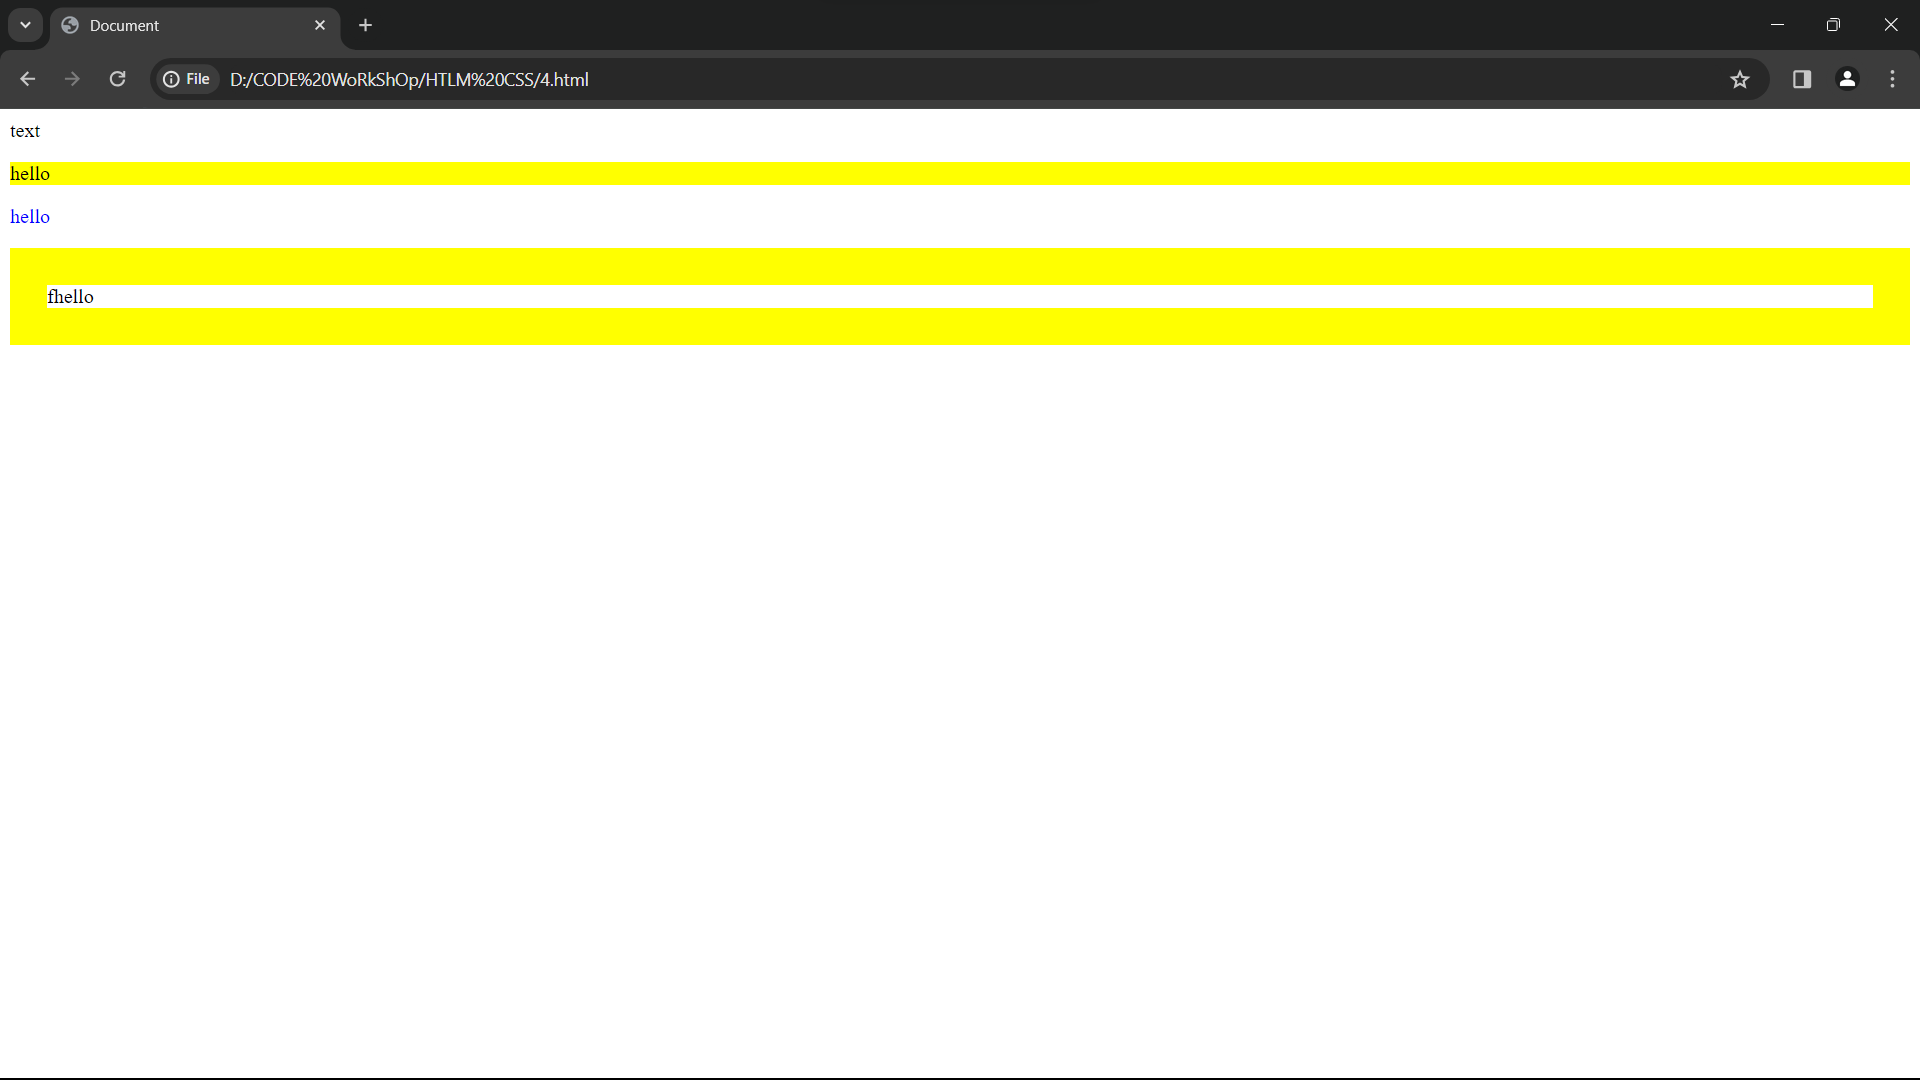 Document
File D:/CODE%20WoRkShOp/HTLM%20CSS/4.html
text
hello
hello
fhello